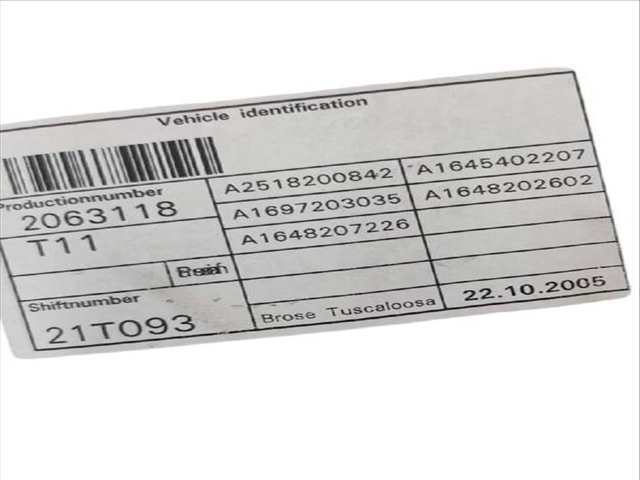 Vehicle identification
Productionnumber
2063118
T11
Shiftnumber
21T093
A2518200842 A1645402207
A1697203035 A1648202602
A1648207226
Brose Tuscaloosa 22.10.2005